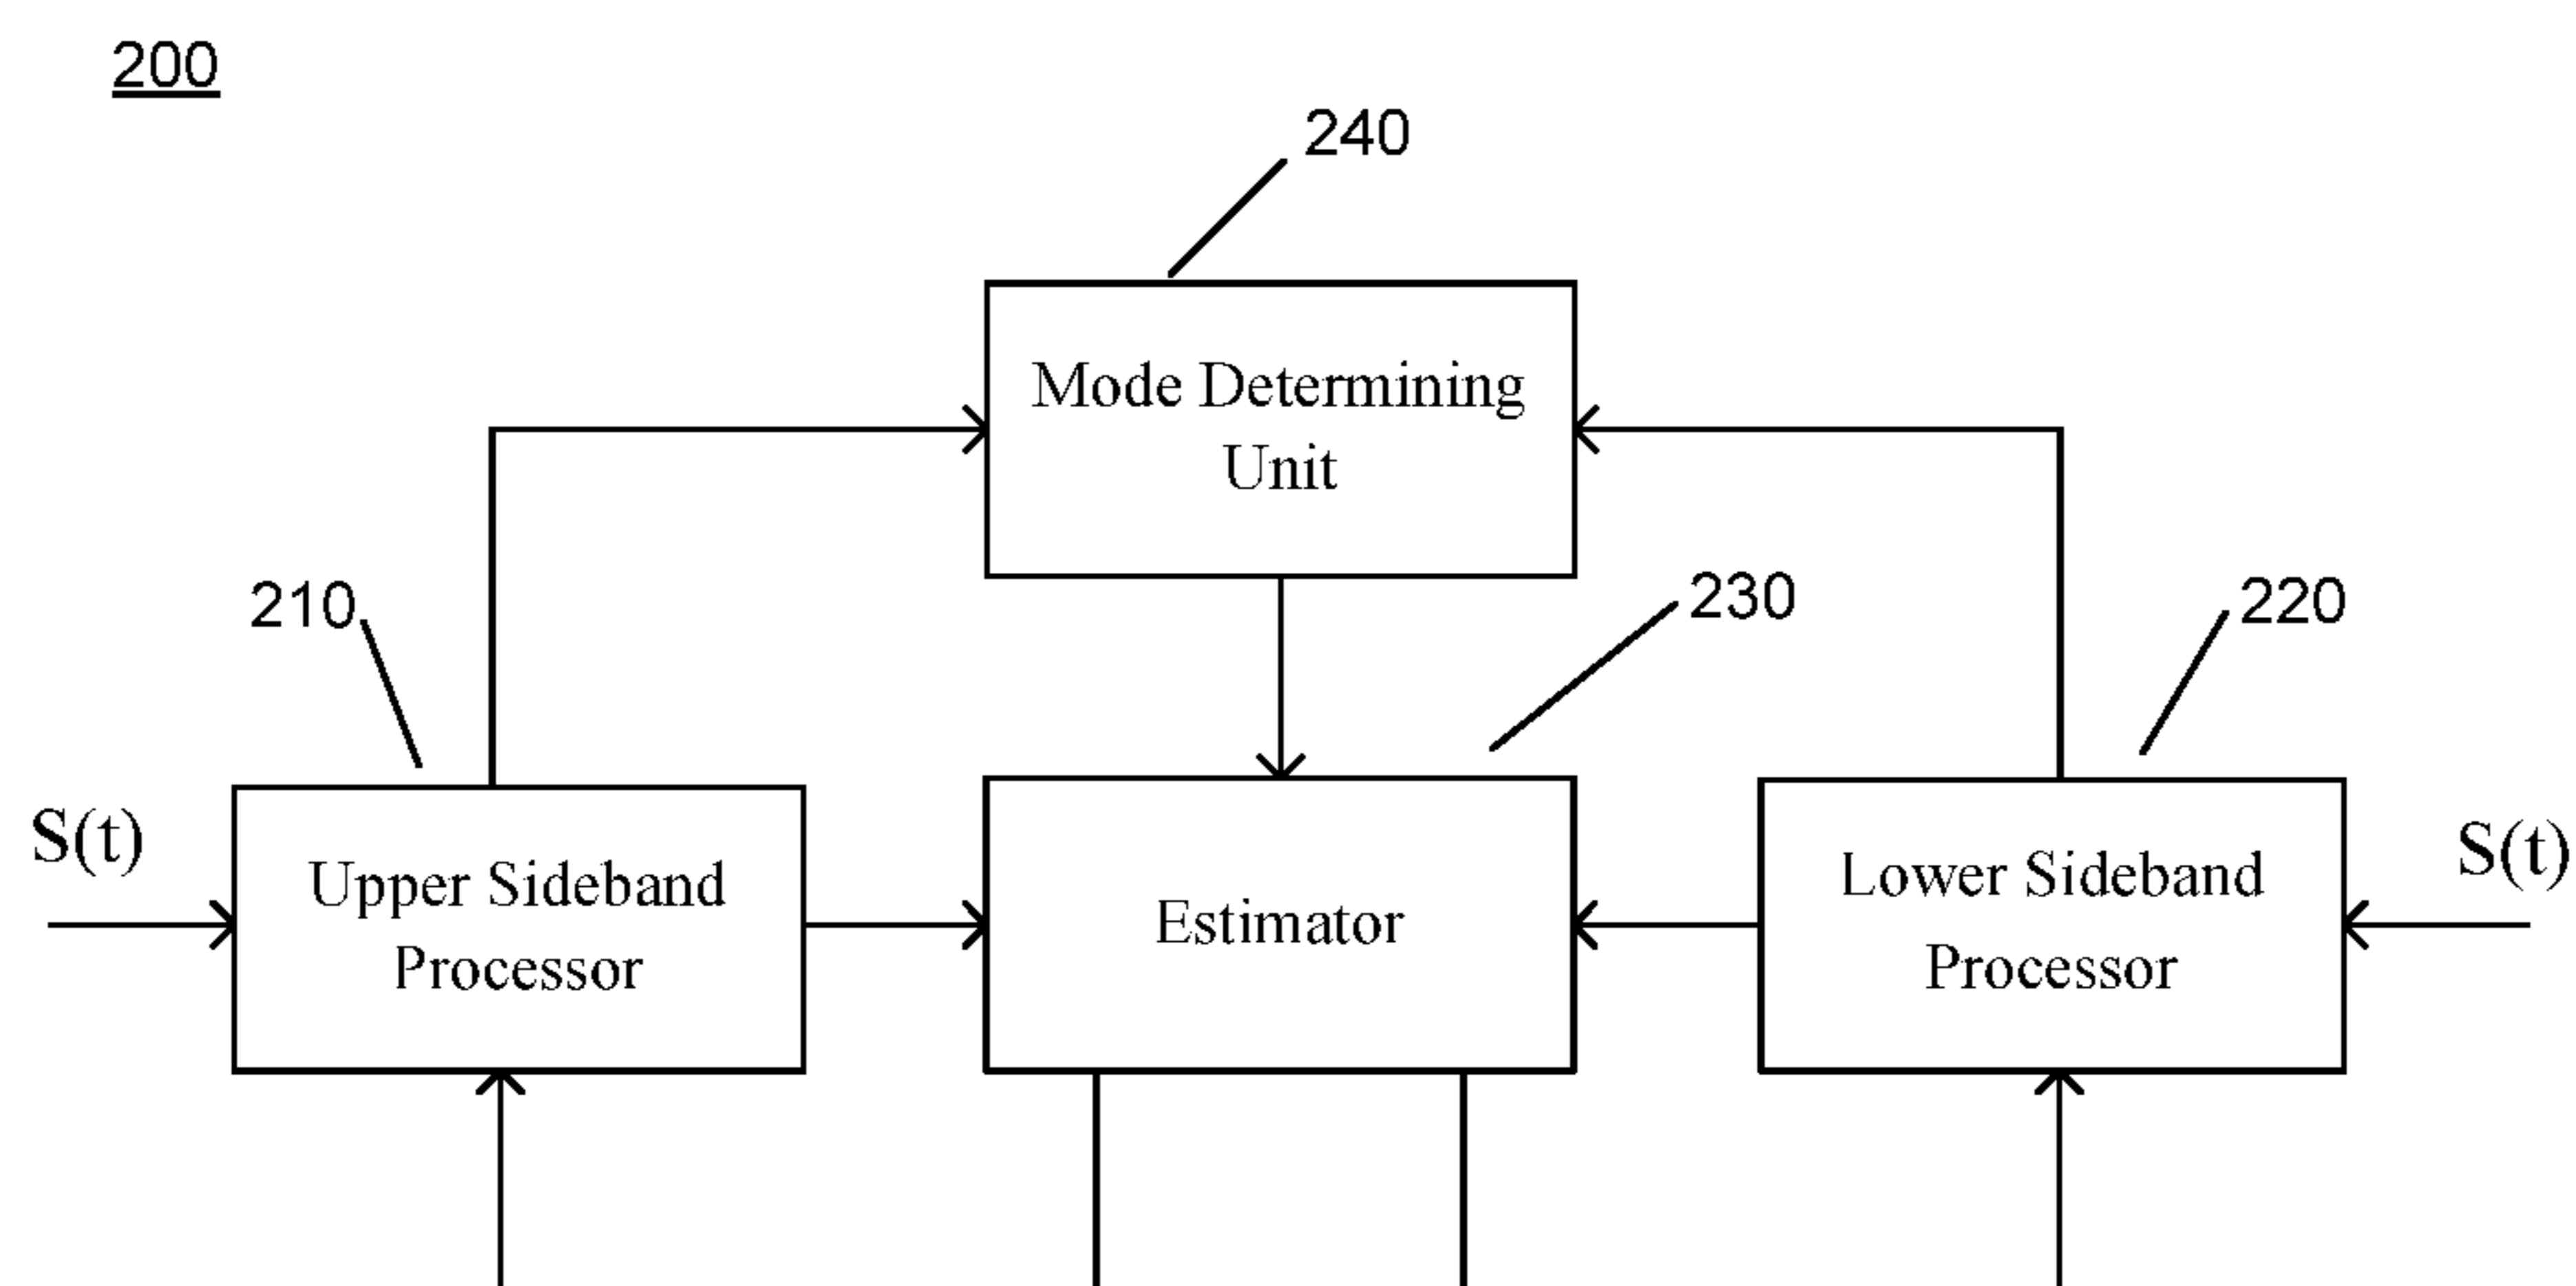 200
240
Mode Determining
Unit
210
230
220
S(t)
Upper Sideband
Processor
Estimator
Lower Sideband
Processor
S(t)